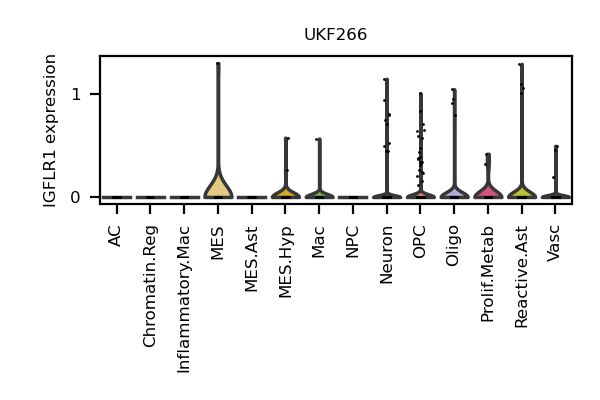 UKF266
IGFLR1 expression
1
0
AC
Chromatin.Reg
Inflammatory.Mac
MES
MES.Ast
MES.Hyp
Mac
NPC
Neuron
OPC
Oligo
Prolif.Metab
Reactive.Ast
Vasc